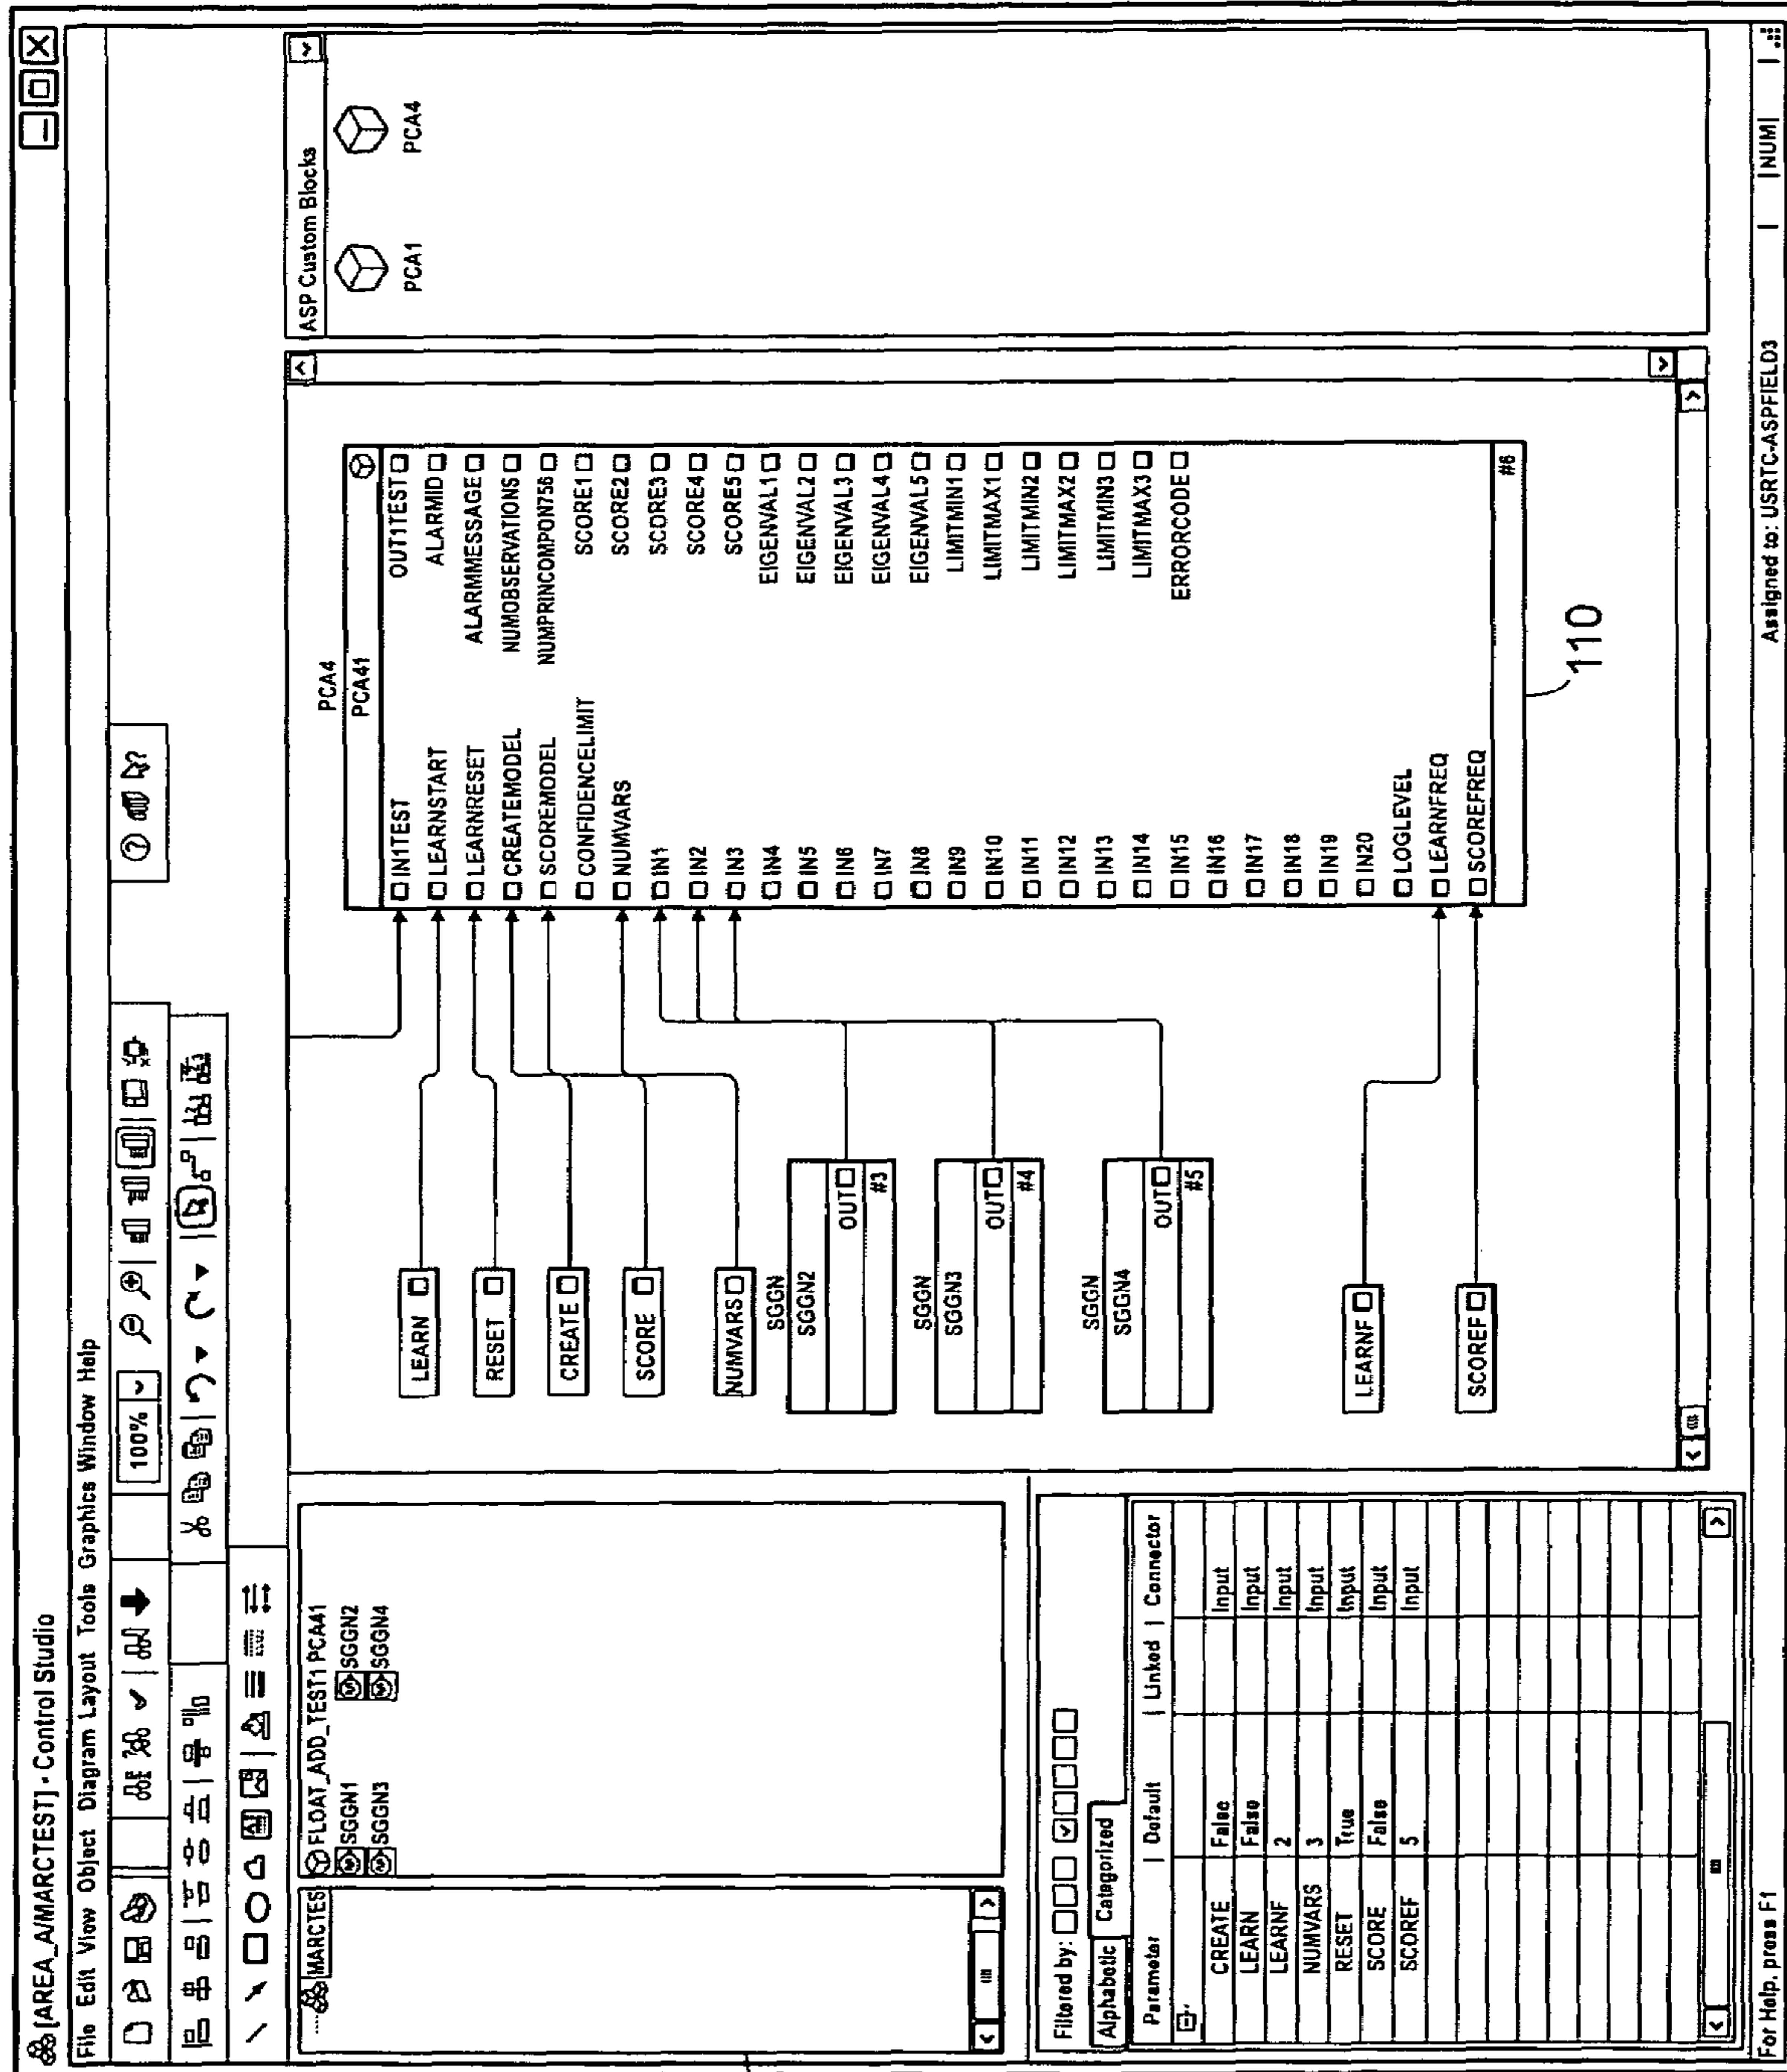 [AREA_A/MARCTEST] - Control Studio
File Edit View Object Diagram Layout Tools Graphics Window Help
100%
MARCTES
FLOAT_ADD_TEST1 PCA41
SGGN1 SGGN2
SGGN3 SGGN4
Filtered by:
Alphabetic Categorized
Parameter | Default | Linked | Connector
CREATE False Input
LEARN False Input
LEARNF 2 Input
NUMVARS 3 Input
RESET True Input
SCORE False Input
SCOREF 5 Input
LEARN
RESET
CREATE
SCORE
NUMVARS
SGGN
SGGN2
OUT
#3
SGGN
SGGN3
OUT
#4
SGGN
SGGN4
OUT
#5
LEARNF
SCOREF
PCA4
PCA41
IN1TEST
LEARNSTART
LEARNRESET
CREATEMODEL
SCOREMODEL
CONFIDENCELIMIT
NUMVARS
IN1
IN2
IN3
IN4
IN5
IN6
IN7
IN8
IN9
IN10
IN11
IN12
IN13
IN14
IN15
IN16
IN17
IN18
IN19
IN20
LOGLEVEL
LEARNFREQ
SCOREFREQ
OUT1TEST
ALARMID
ALARMMESSAGE
NUMOBSERVATIONS
NUMPRINCOMPON756
SCORE1
SCORE2
SCORE3
SCORE4
SCORE5
EIGENVAL1
EIGENVAL2
EIGENVAL3
EIGENVAL4
EIGENVAL5
LIMITMIN1
LIMITMAX1
LIMITMIN2
LIMITMAX2
LIMITMIN3
LIMITMAX3
ERRORCODE
#6
110
ASP Custom Blocks
PCA1 PCA4
For Help, press F1
Assigned to: USRTC-ASPFIELD3
NUM